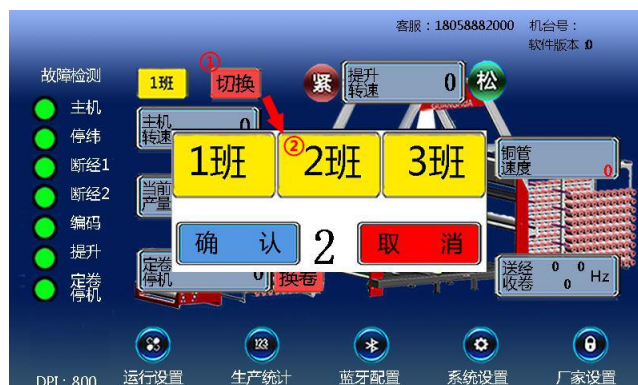 客服：18058882000 机台号：
软件版本 :0
故障检测
1班
①
切换
紧
提升
转速
0
松
主机
停纬
断经1
断经2
编码
提升
定卷
停机
主机
转速
0
GUANGHUA
②
1班
2班
3班
确 认
2
取 消
铜管
速度
0
当前
产量
定卷
停机
0
换卷
送经 0 0
收卷 0
Hz
DPI：800
运行设置
123
生产统计
蓝牙配置
系统设置
厂家设置